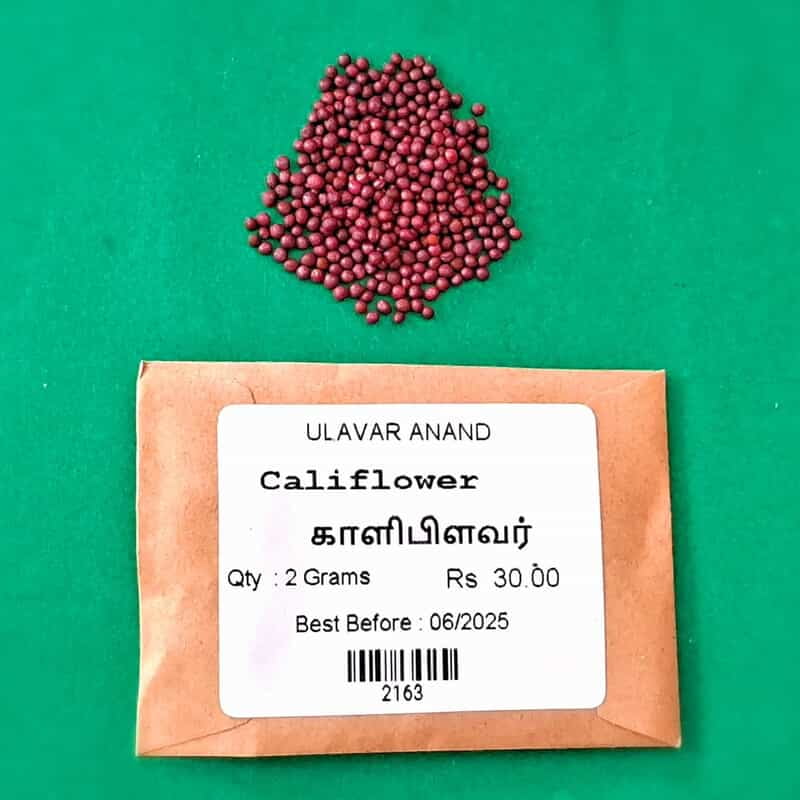 ULAVAR ANAND
Califlower
காளிபிளவர்
Qty : 2 Grams Rs 30.00
Best Before : 06/2025
2163